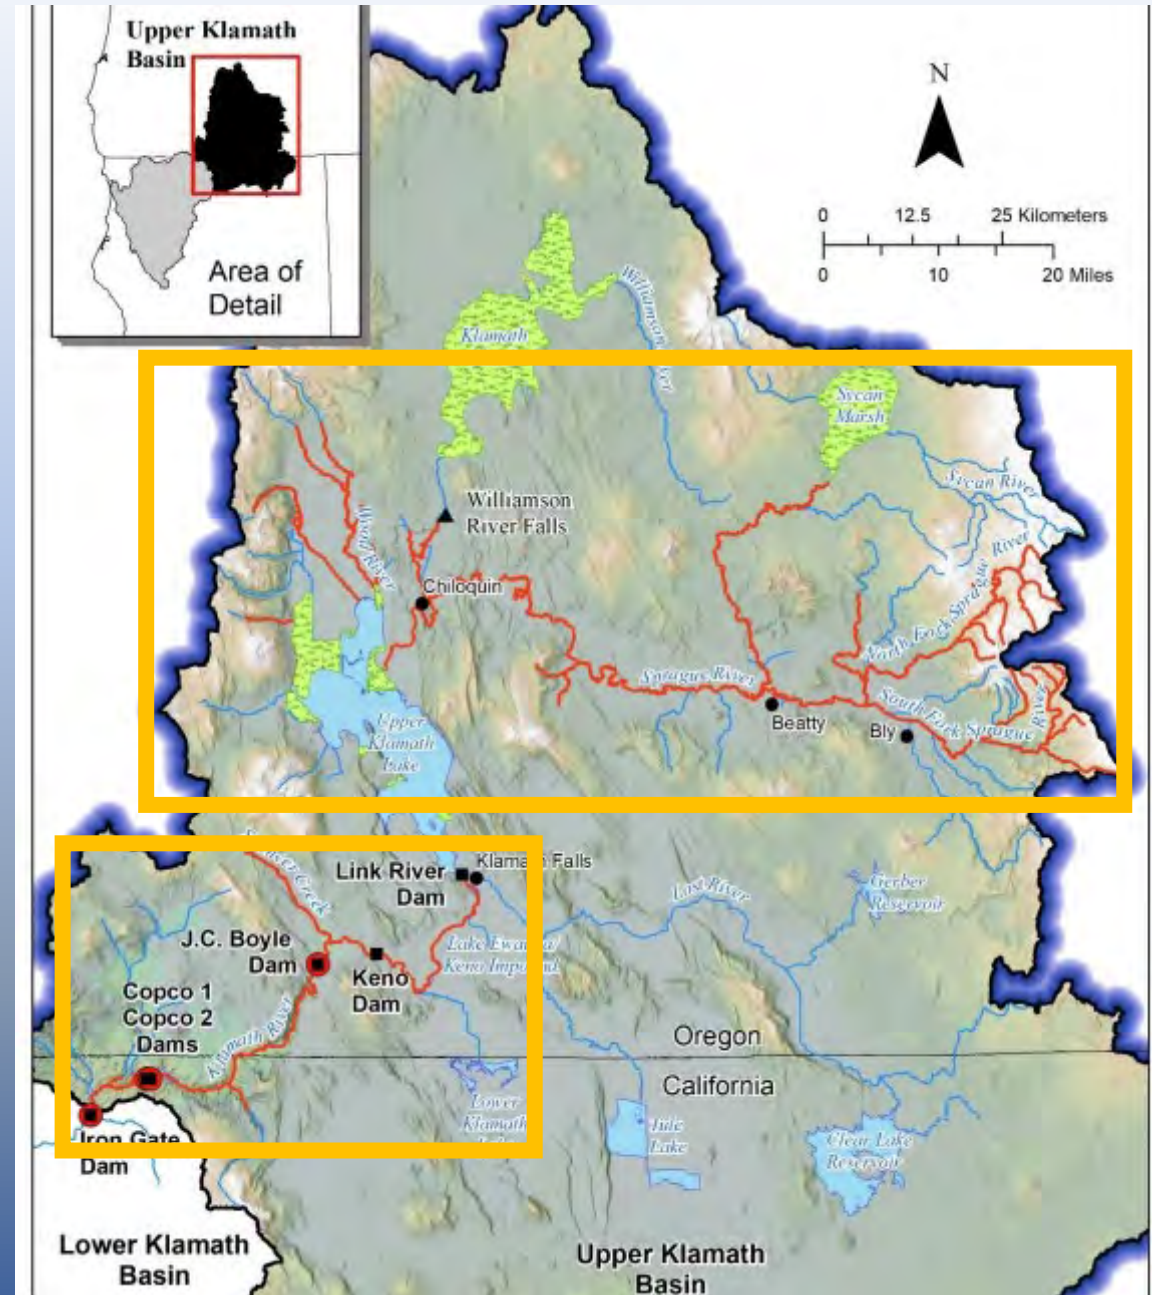 Upper Klamath
Basin
Area of
Detail
N
0 12.5 25 Kilometers
0 10 20 Miles
Williamson
River
Klamath
Sycan
Marsh
Sycan River
Williamson
River Falls
Wood River
Chiloquin
North Fork Sprague River
Sprague River
South Fork Sprague River
Beatty
Bly
Upper
Klamath
Lake
Spencer Creek
Link River
Dam
Klamath Falls
Lost River
Gerber
Reservoir
J.C. Boyle
Dam
Lake Ewauna/
Keno Impound.
Keno
Dam
Copco 1
Copco 2
Dams
Klamath River
Oregon
California
Lower
Klamath
Tule
Lake
Clear Lake
Reservoir
Iron Gate
Dam
Lower Klamath
Basin
Upper Klamath
Basin